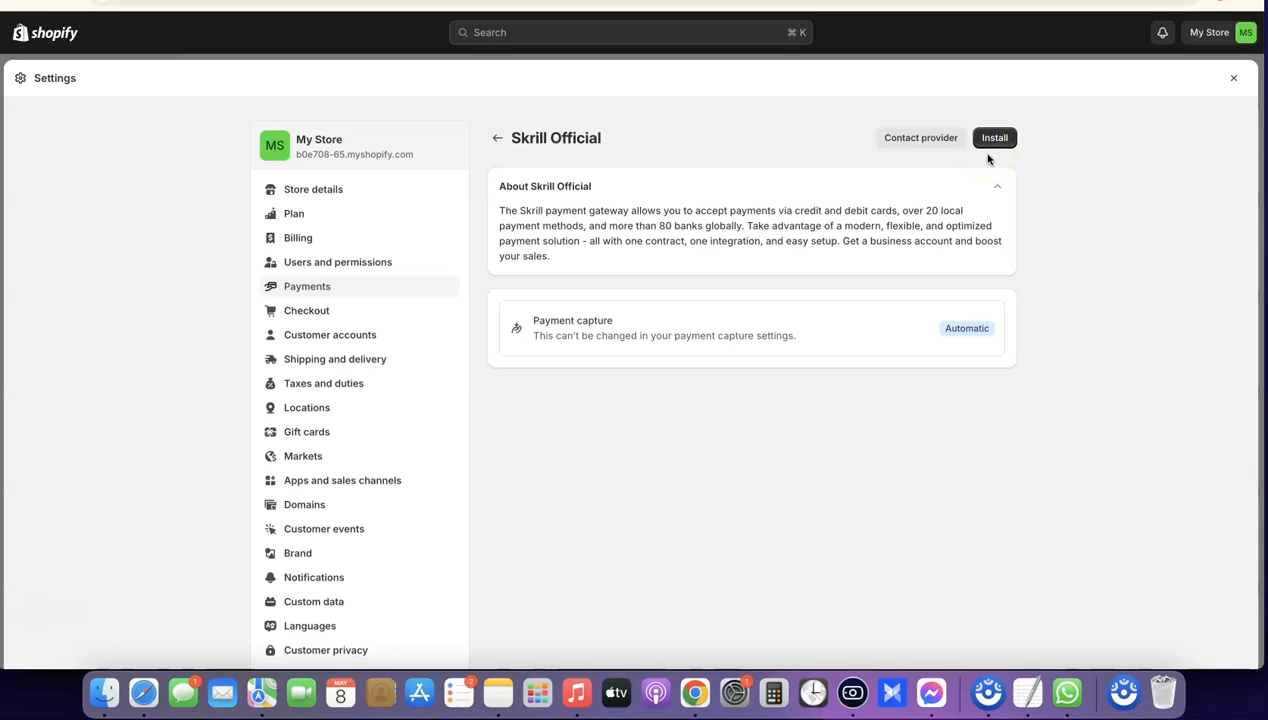 shopify
Search
⌘ K
My Store
MS
Settings
MS
My Store
b0e708-65.myshopify.com
Store details
Plan
Billing
Users and permissions
Payments
Checkout
Customer accounts
Shipping and delivery
Taxes and duties
Locations
Gift cards
Markets
Apps and sales channels
Domains
Customer events
Brand
Notifications
Custom data
Languages
Customer privacy
Skrill Official
Contact provider
Install
About Skrill Official
The Skrill payment gateway allows you to accept payments via credit and debit cards, over 20 local
payment methods, and more than 80 banks globally. Take advantage of a modern, flexible, and optimized
payment solution - all with one contract, one integration, and easy setup. Get a business account and boost
your sales.
Payment capture
This can't be changed in your payment capture settings.
Automatic
1
MAY
8
2
tv
1